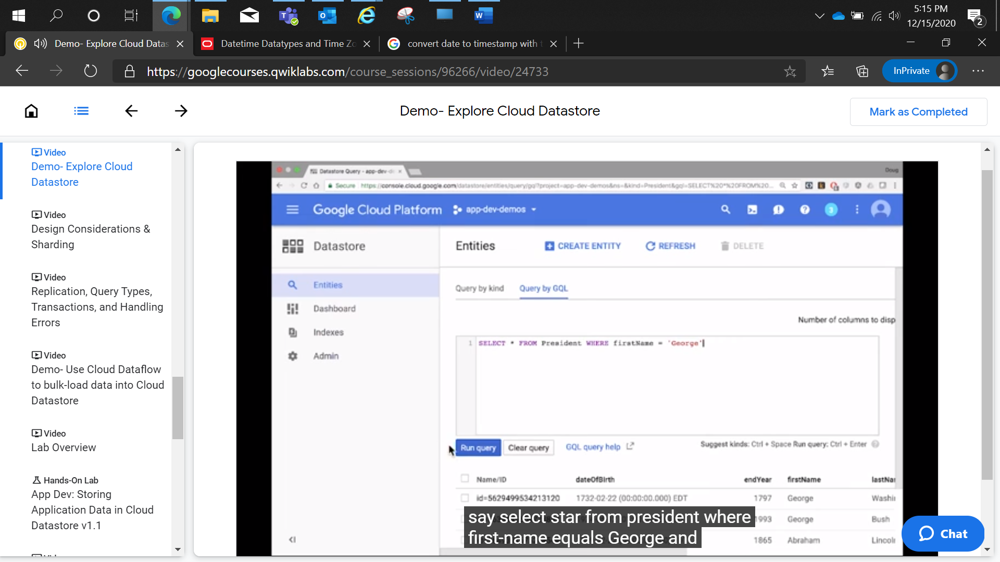 5:15 PM
12/15/2020
2
Demo- Explore Cloud Datas
Datetime Datatypes and Time Zo
convert date to timestamp with t
https://googlecourses.qwiklabs.com/course_sessions/96266/video/24733
InPrivate
Demo- Explore Cloud Datastore
Mark as Completed
Video
Demo- Explore Cloud
Datastore
Video
Design Considerations &
Sharding
Video
Replication, Query Types,
Transactions, and Handling
Errors
Video
Demo- Use Cloud Dataflow
to bulk-load data into Cloud
Datastore
Video
Lab Overview
Hands-On Lab
App Dev: Storing
Application Data in Cloud
Datastore v1.1
Datastore Query - app-dev-d
Doug
Secure https://console.cloud.google.com/datastore/entities/query/gql?project=app-dev-demos&ns=&kind=President&gql=SELECT%20*%20FROM%20...
Google Cloud Platform app-dev-demos 3
Datastore
Entities
Dashboard
Indexes
Admin
Entities CREATE ENTITY REFRESH DELETE
Query by kind Query by GQL
Number of columns to disp
1 SELECT * FROM President WHERE firstName = 'George'
Run query Clear query GQL query help Suggest kinds: Ctrl + Space Run query: Ctrl + Enter
Name/ID dateOfBirth endYear firstName lastNa
id=5629499534213120 1732-02-22 (00:00:00.000) EDT 1797 George Washi
1993 George Bush
1865 Abraham Lincol
say select star from president where
first-name equals George and
Chat